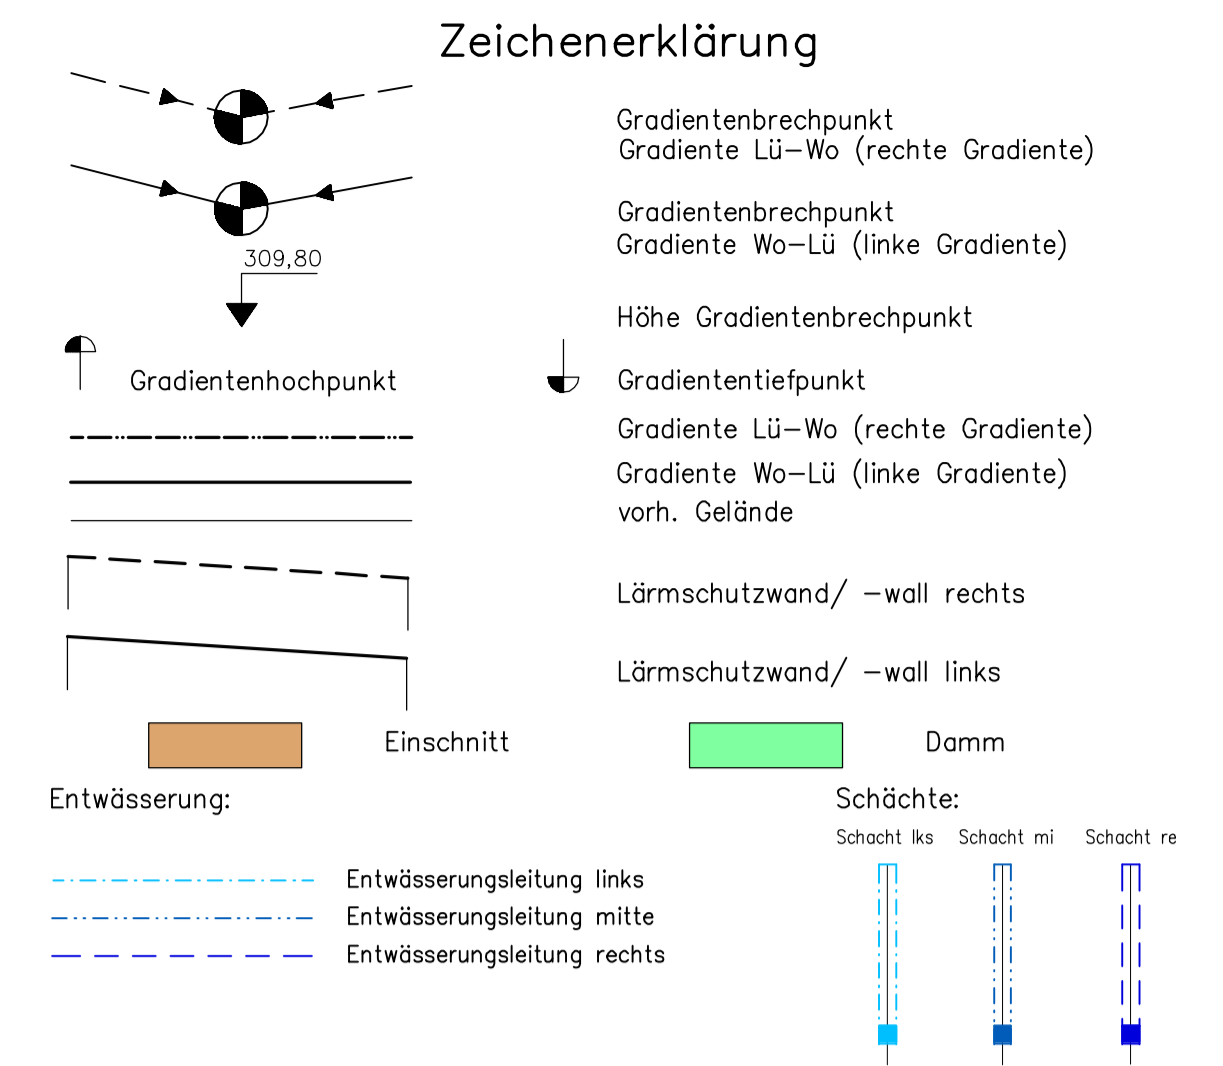 Zeichenerklärung
Gradientenbrechpunkt
Gradiente Lü-Wo (rechte Gradiente)
Gradientenbrechpunkt
Gradiente Wo-Lü (linke Gradiente)
309,80
Höhe Gradientenbrechpunkt
Gradientenhochpunkt
Gradiententiefpunkt
Gradiente Lü-Wo (rechte Gradiente)
Gradiente Wo-Lü (linke Gradiente)
vorh. Gelände
Lärmschutzwand/ -wall rechts
Lärmschutzwand/ -wall links
Einschnitt
Damm
Entwässerung:
Entwässerungsleitung links
Entwässerungsleitung mitte
Entwässerungsleitung rechts
Schächte:
Schacht lks
Schacht mi
Schacht re